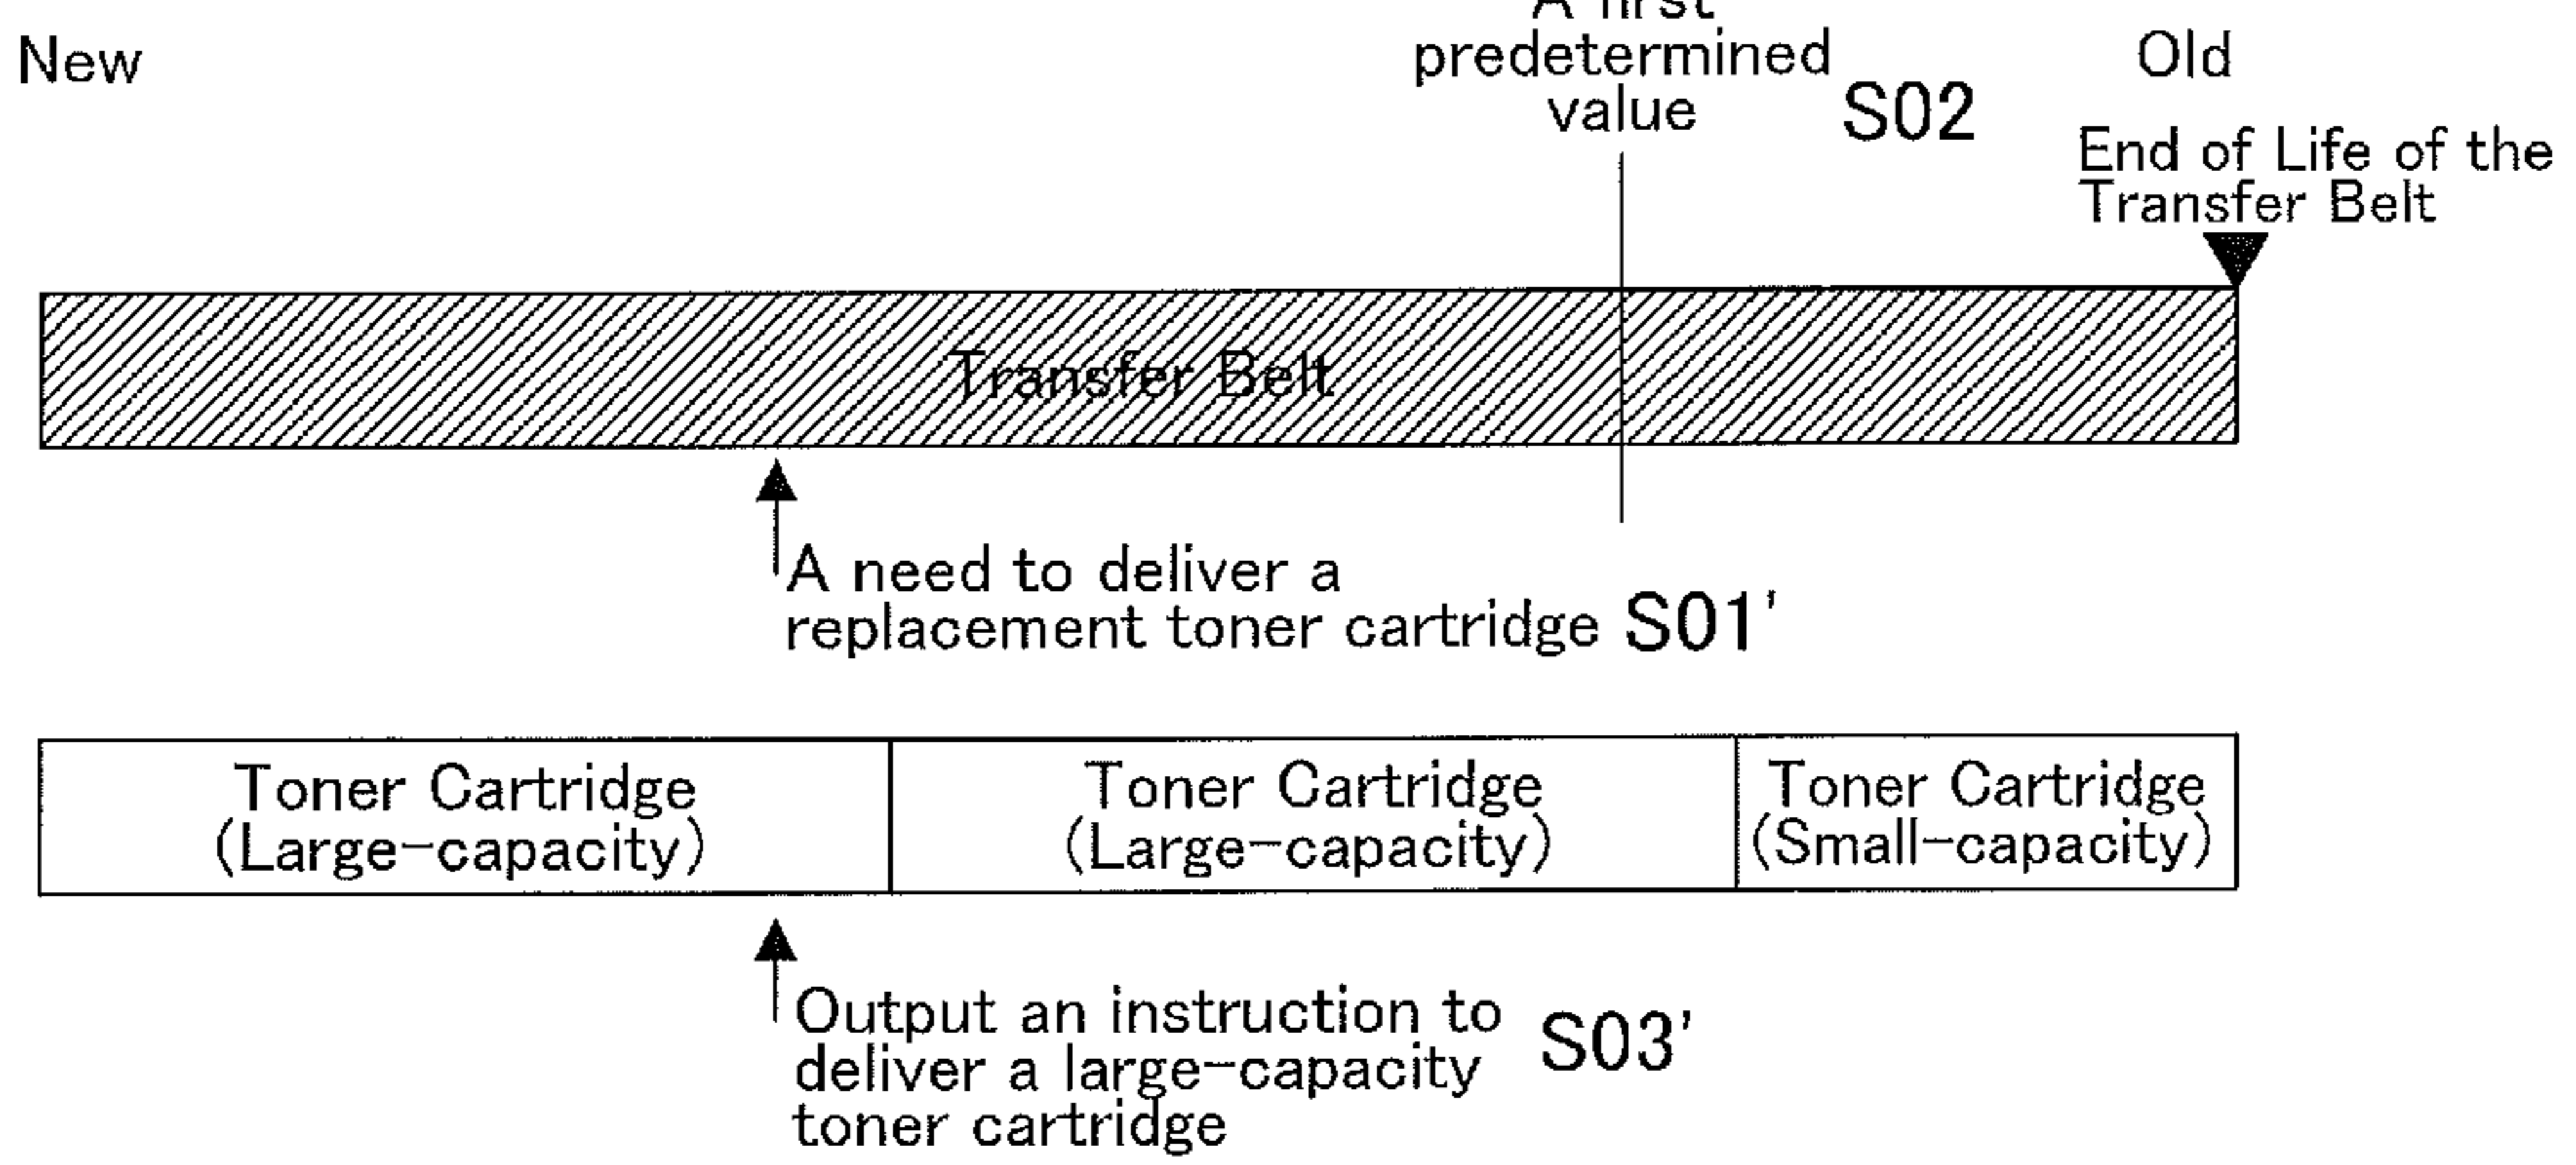 New
A first
predetermined
value
S02
Old
End of Life of the
Transfer Belt
Transfer Belt
A need to deliver a
replacement toner cartridge S01'
Toner Cartridge
(Large-capacity)
Toner Cartridge
(Large-capacity)
Toner Cartridge
(Small-capacity)
Output an instruction to
deliver a large-capacity
toner cartridge
S03'